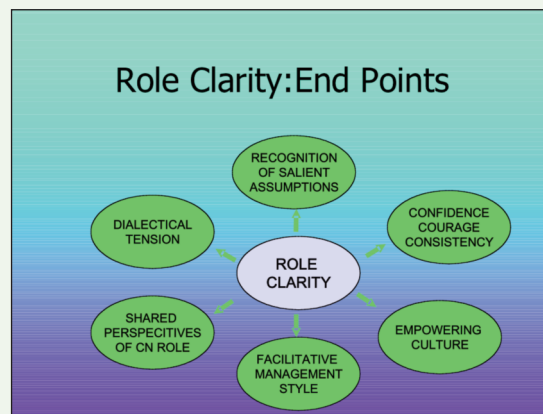 Role Clarity:End Points
RECOGNITION
OF SALIENT
ASSUMPTIONS
DIALECTICAL
TENSION
CONFIDENCE
COURAGE
CONSISTENCY
ROLE
CLARITY
SHARED
PERSPECITIVES
OF CN ROLE
EMPOWERING
CULTURE
FACILITATIVE
MANAGEMENT
STYLE